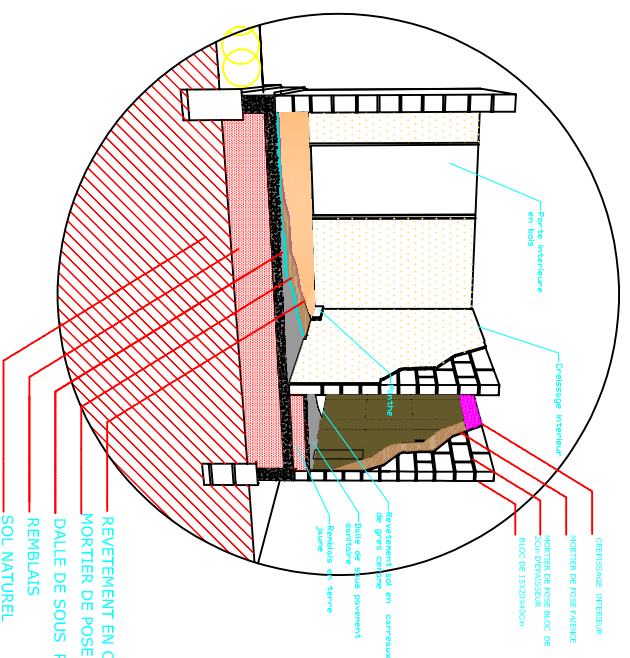 Porte interieure
en bois
Creissage interieur
Plinthe
Revetement sol en carreaux
de gres cerame
Dalle de sous pavement
sanitaire
Remblais en terre
jaune
CREPISSAGE INTERIEUR
MORTIER DE POSE FAIENCE
MORTIER DE POSE BLOC DE
2Cm D'EPAISSEUR
BLOC DE 15X20X40Cm
REVETEMENT EN C
MORTIER DE POSE
DALLE DE SOUS P
REMBLAIS
SOL NATUREL